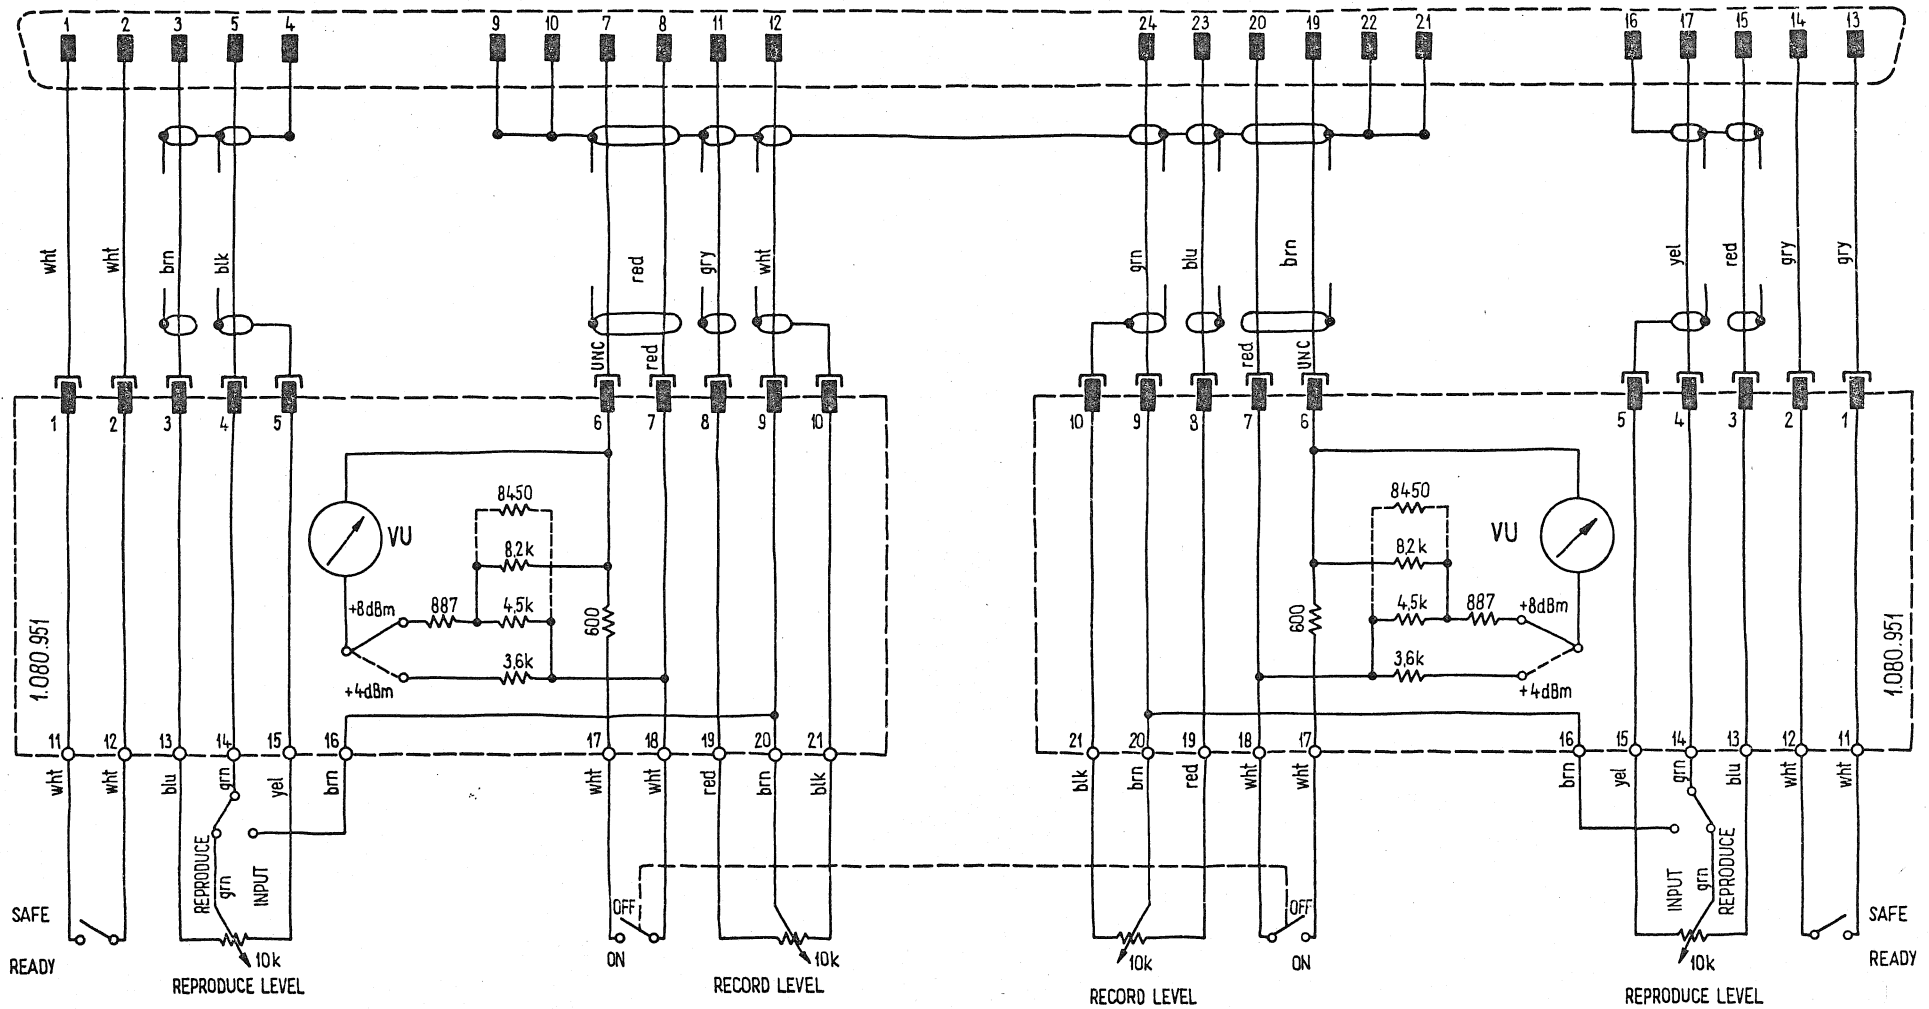 1 2 3 5 4 9 10 7 8 11 12 24 23 20 19 22 21 16 17 15 14 13
wht wht brn blk red gry wht grn blu brn yel red gry gry
UNC red red UNC
1 2 3 4 5 6 7 8 9 10 10 9 8 7 6 5 4 3 2 1
8450 8450
VU 8,2k 8,2k VU
+8dBm 887 4,5k 600 600 4,5k 887 +8dBm
3,6k 3,6k
+4dBm +4dBm
1.080.951 1.080.951
11 12 13 14 15 16 17 18 19 20 21 21 20 19 18 17 16 15 14 13 12 11
wht wht blu grn yel brn wht wht red brn blk blk brn red wht wht brn yel grn blu wht wht
REPRODUCE grn INPUT INPUT grn REPRODUCE
SAFE OFF OFF SAFE
READY 10k ON 10k 10k ON 10k READY
REPRODUCE LEVEL RECORD LEVEL RECORD LEVEL REPRODUCE LEVEL